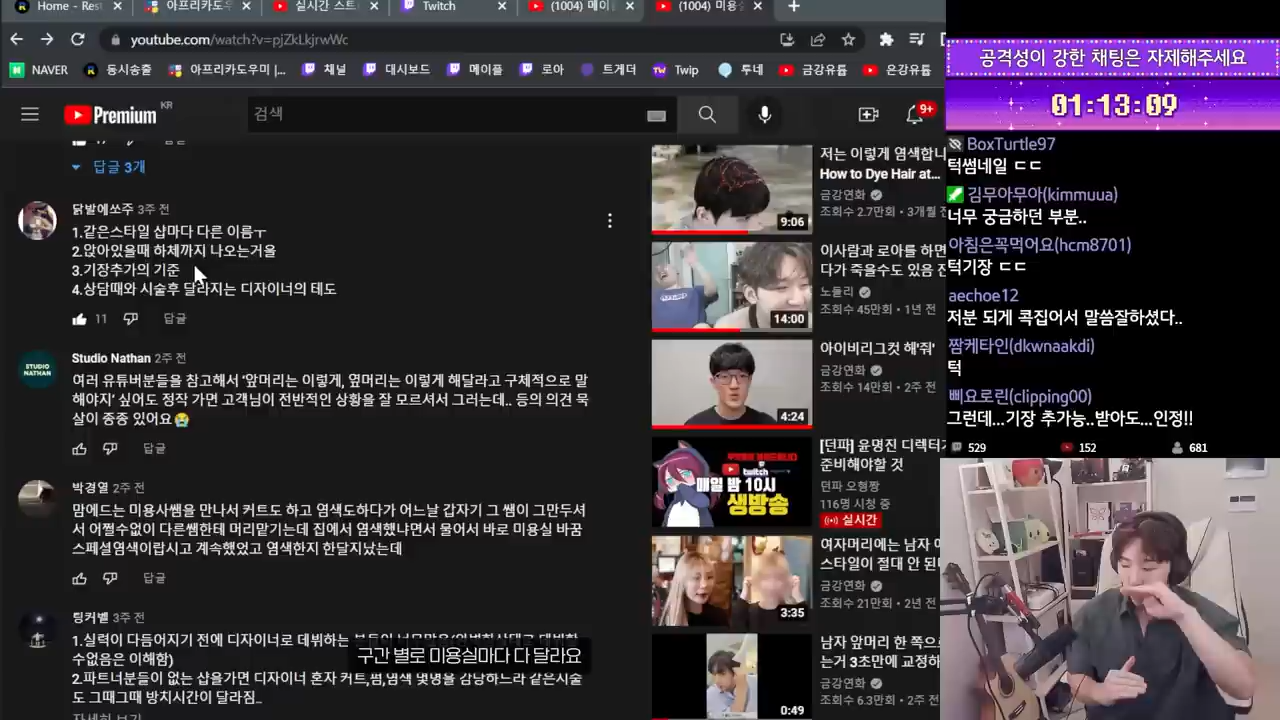 Home - Rest
아프리카도우
실시간 스트
Twitch
(1004) 메이
(1004) 미용수
youtube.com/watch?v=pjZkLkjrwWc
NAVER
동시송출
아프리카도우미 |...
채널
대시보드
메이플
로아
트게더
Twip
투네
금강유튭
은강유튭
Premium KR
검색
9+
답글
답글 3개
닭발에쏘주 3주 전
1.같은스타일 샵마다 다른 이름ㅜ
2.앉아있을때 하체까지 나오는거울
3.기장추가의 기준
4.상담때와 시술후 달라지는 디자이너의 테도
11
답글
STUDIO NATHAN
Studio Nathan 2주 전
여러 유튜버분들을 참고해서 '앞머리는 이렇게, 옆머리는 이렇게 해달라고 구체적으로 말
해야지' 싶어도 정작 가면 고객님이 전반적인 상황을 잘 모르셔서 그러는데.. 등의 의견 묵
살이 종종 있어요😭
답글
박경열 2주 전
맘에드는 미용사쌤을 만나서 커트도 하고 염색도하다가 어느날 갑자기 그 쌤이 그만두셔
서 어쩔수없이 다른쌤한테 머리맡기는데 집에서 염색했냐면서 물어서 바로 미용실 바꿈
스페셜염색이랍시고 계속했었고 염색한지 한달지났는데
답글
팅커벨 3주 전
1.실력이 다듬어지기 전에 디자이너로 데뷔하는
수없음은 이해함)
2.파트너분들이 없는 샵을가면 디자이너 혼자 커트,펌,염색 몇명을 감당하느라 같은시술
도 그때그때 방치시간이 달라짐..
자세히 보기
구간 별로 미용실마다 다 달라요
9:06
저는 이렇게 염색합니
How to Dye Hair at...
금강연화
조회수 2.7만회 • 3개월 전
14:00
이사람과 로아를 하면
다가 죽을수도 있음 진
노돌리
조회수 45만회 • 1년 전
4:24
아이비리그컷 해'줘'
금강연화
조회수 14만회 • 2주 전
twitch
매일 밤 10시
생방송
[던파] 윤명진 디렉터가
준비해야할 것
던파 오형짱
116명 시청 중
실시간
3:35
여자머리에는 남자 이
스타일이 절대 안 된
금강연화
조회수 21만회 • 2년 전
0:49
남자 앞머리 한 쪽으로
는거 3초만에 교정하
금강연화
조회수 6.3만회 • 2주 전
공격성이 강한 채팅은 자제해주세요
01:13:09
BoxTurtle97
턱썸네일 ㄷㄷ
김무아무아(kimmuua)
너무 궁금하던 부분..
아침은꼭먹어요(hcm8701)
턱기장 ㄷㄷ
aechoe12
저분 되게 콕집어서 말씀잘하셨다..
짬케타인(dkwnaakdi)
턱
삐요로린(clipping00)
그런데...기장 추가능..받아도...인정!!
529
152
681